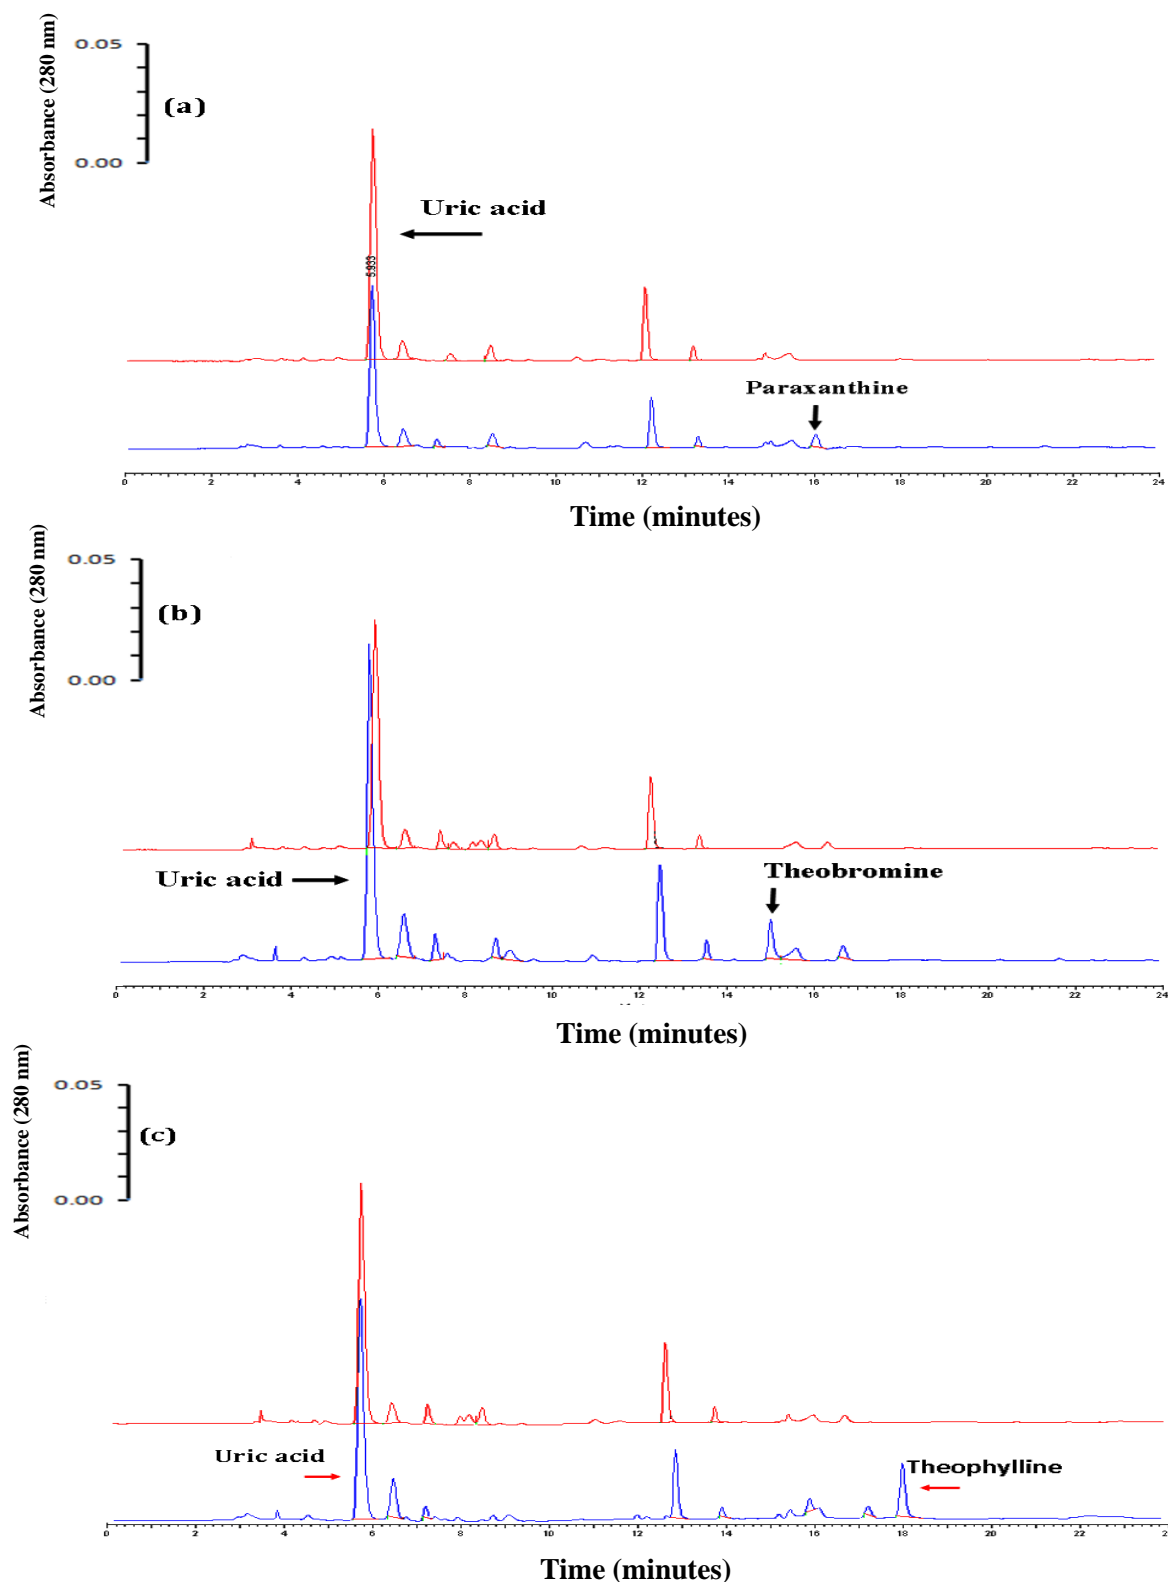 0.05
Absorbance (280 nm)
(a)
0.00
Uric acid
5.933
Paraxanthine
0 2 4 6 8 10 12 14 16 18 20 22 24
Time (minutes)
0.05
Absorbance (280 nm)
(b)
0.00
Uric acid
Theobromine
0 2 4 6 8 10 12 14 16 18 20 22 24
Time (minutes)
0.05
Absorbance (280 nm)
(c)
0.00
Uric acid
Theophylline
0 2 4 6 8 10 12 14 16 18 20 22
Time (minutes)